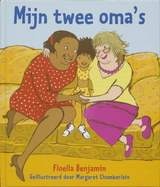 Mijn twee oma's
Floella Benjamin
Geïllustreerd door Margaret Chamberlain